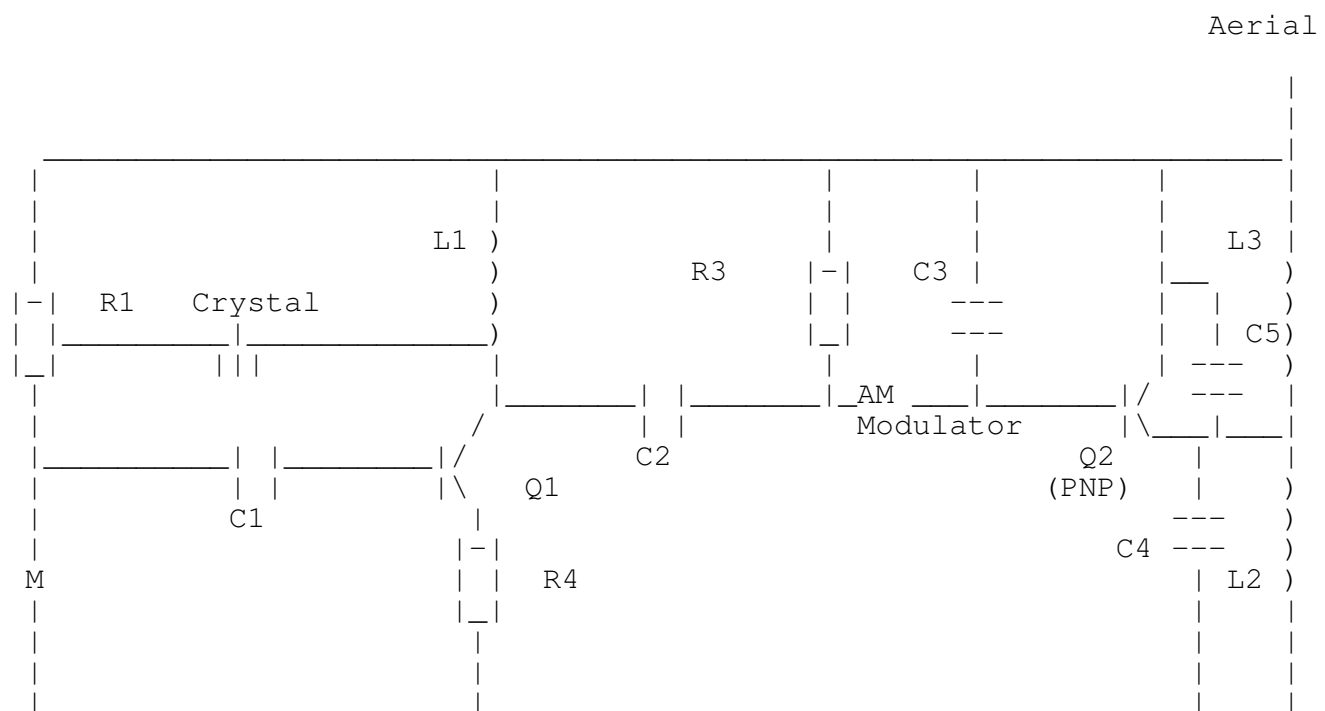 Aerial
L1 L3
R3 C3
R1 Crystal
C5
AM
Modulator
C2 Q2
Q1 (PNP)
C1
C4
M R4 L2